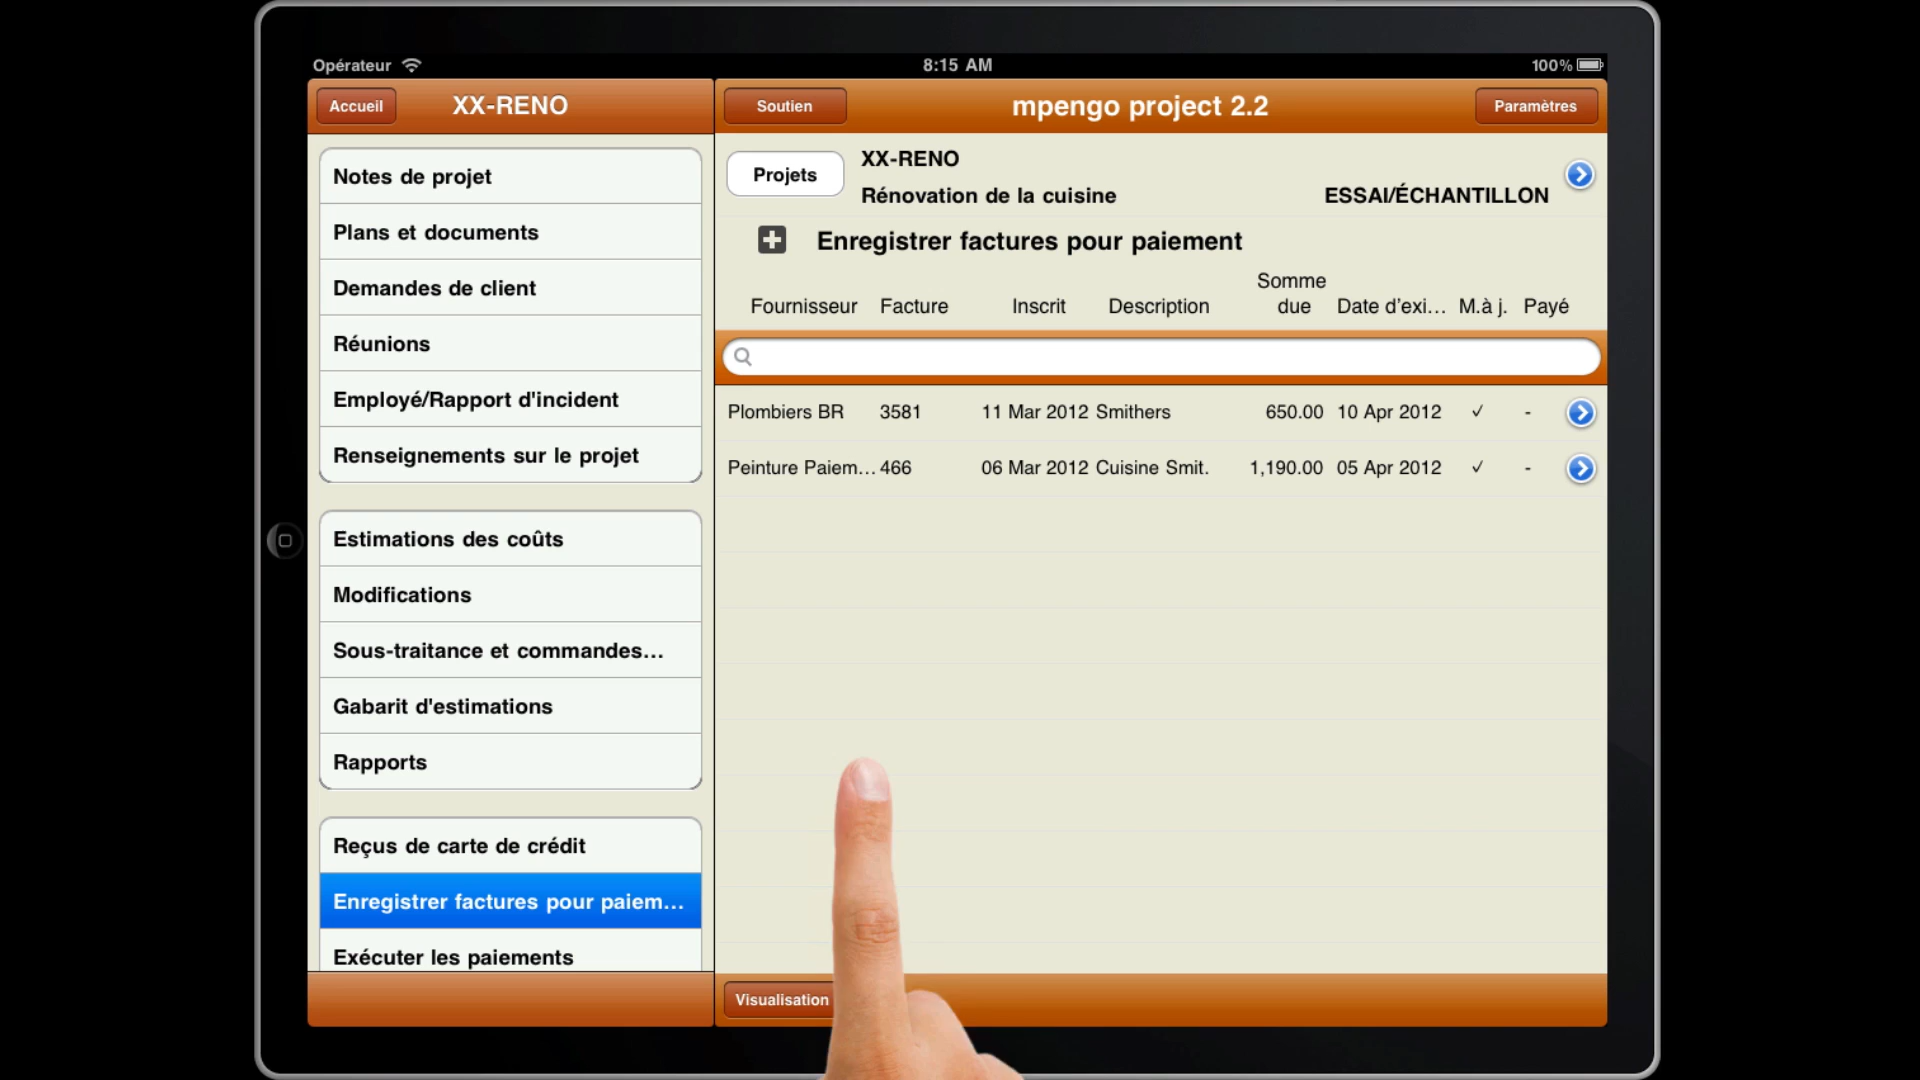 Opérateur
8:15 AM
100%
Accueil
XX-RENO
Soutien
mpengo project 2.2
Paramètres
Notes de projet
Plans et documents
Demandes de client
Réunions
Employé/Rapport d'incident
Renseignements sur le projet
Estimations des coûts
Modifications
Sous-traitance et commandes...
Gabarit d'estimations
Rapports
Reçus de carte de crédit
Enregistrer factures pour paiem...
Exécuter les paiements
Projets
XX-RENO
Rénovation de la cuisine
ESSAI/ÉCHANTILLON
Enregistrer factures pour paiement
Fournisseur Facture Inscrit Description Somme due Date d'exi... M.à j. Payé
Plombiers BR 3581 11 Mar 2012 Smithers 650.00 10 Apr 2012 ✓ -
Peinture Paiem... 466 06 Mar 2012 Cuisine Smit. 1,190.00 05 Apr 2012 ✓ -
Visualisation